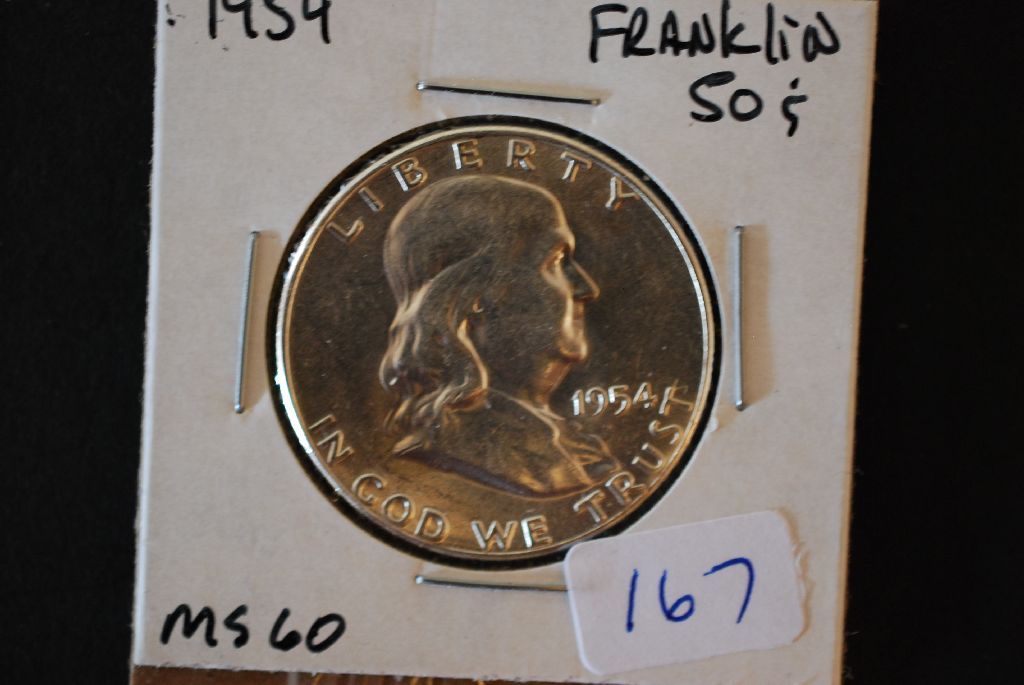 1954
FRANKLIN
50¢
LIBERTY
1954
IN GOD WE TRUST
MS60
167